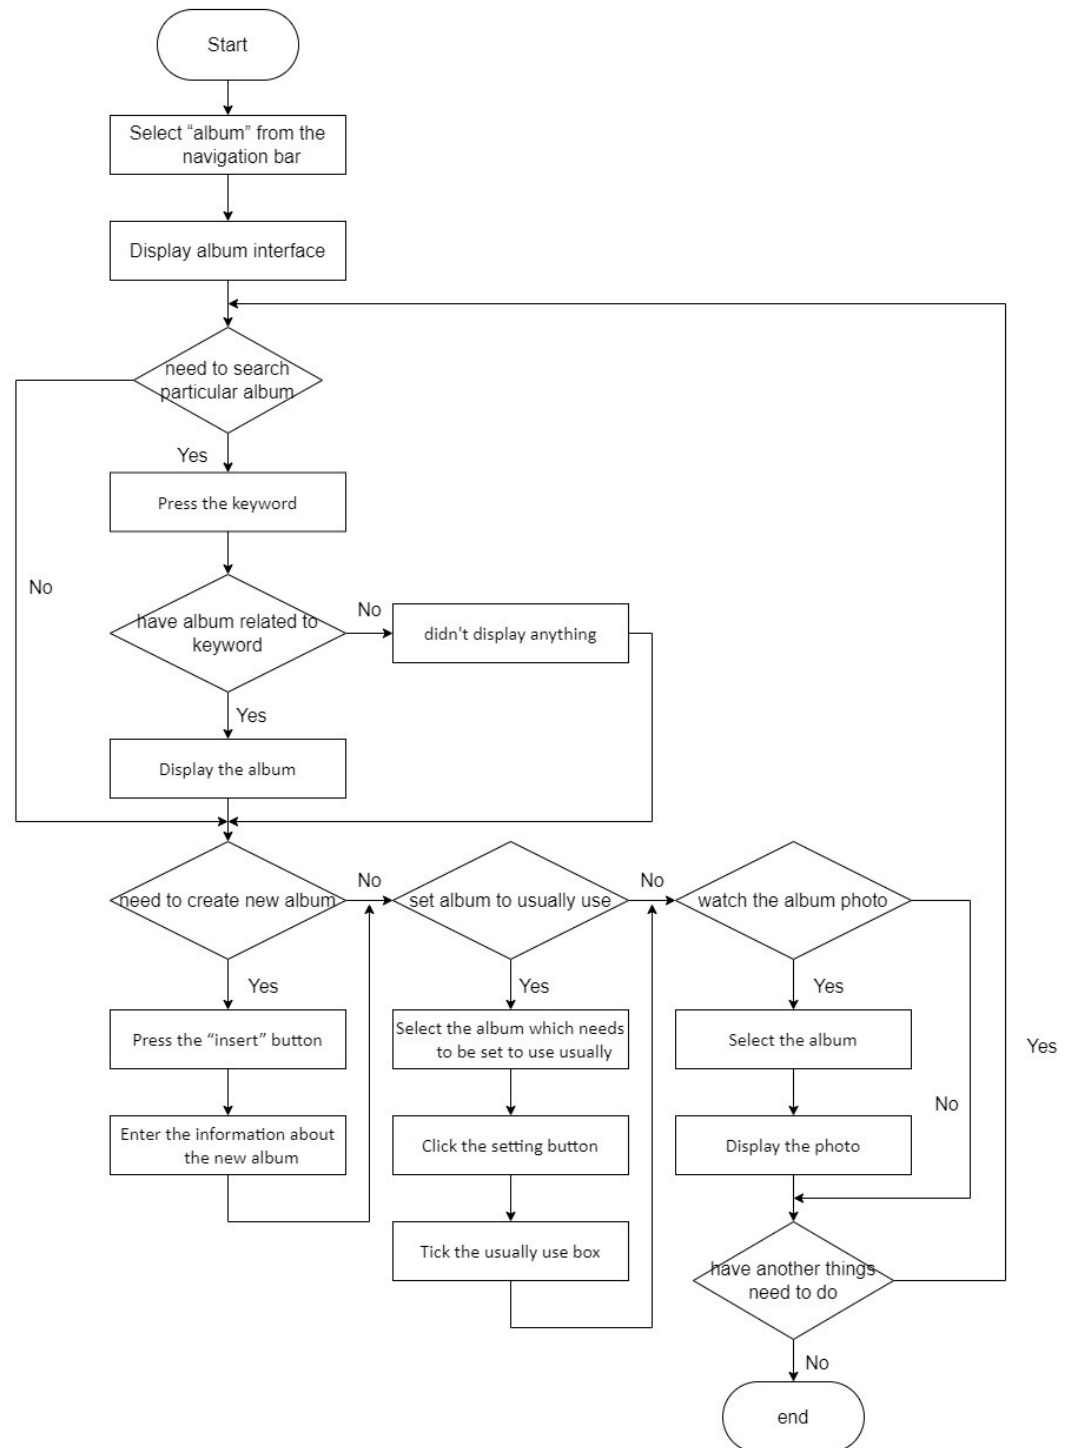 Start
Select “album” from the
navigation bar
Display album interface
need to search
particular album
Yes
Press the keyword
No
have album related to
keyword
No
didn't display anything
Yes
Display the album
need to create new album
No
set album to usually use
No
watch the album photo
Yes
Yes
Yes
Press the “insert” button
Select the album which needs
to be set to use usually
Select the album
Yes
No
Enter the information about
the new album
Click the setting button
Display the photo
Tick the usually use box
have another things
need to do
No
end